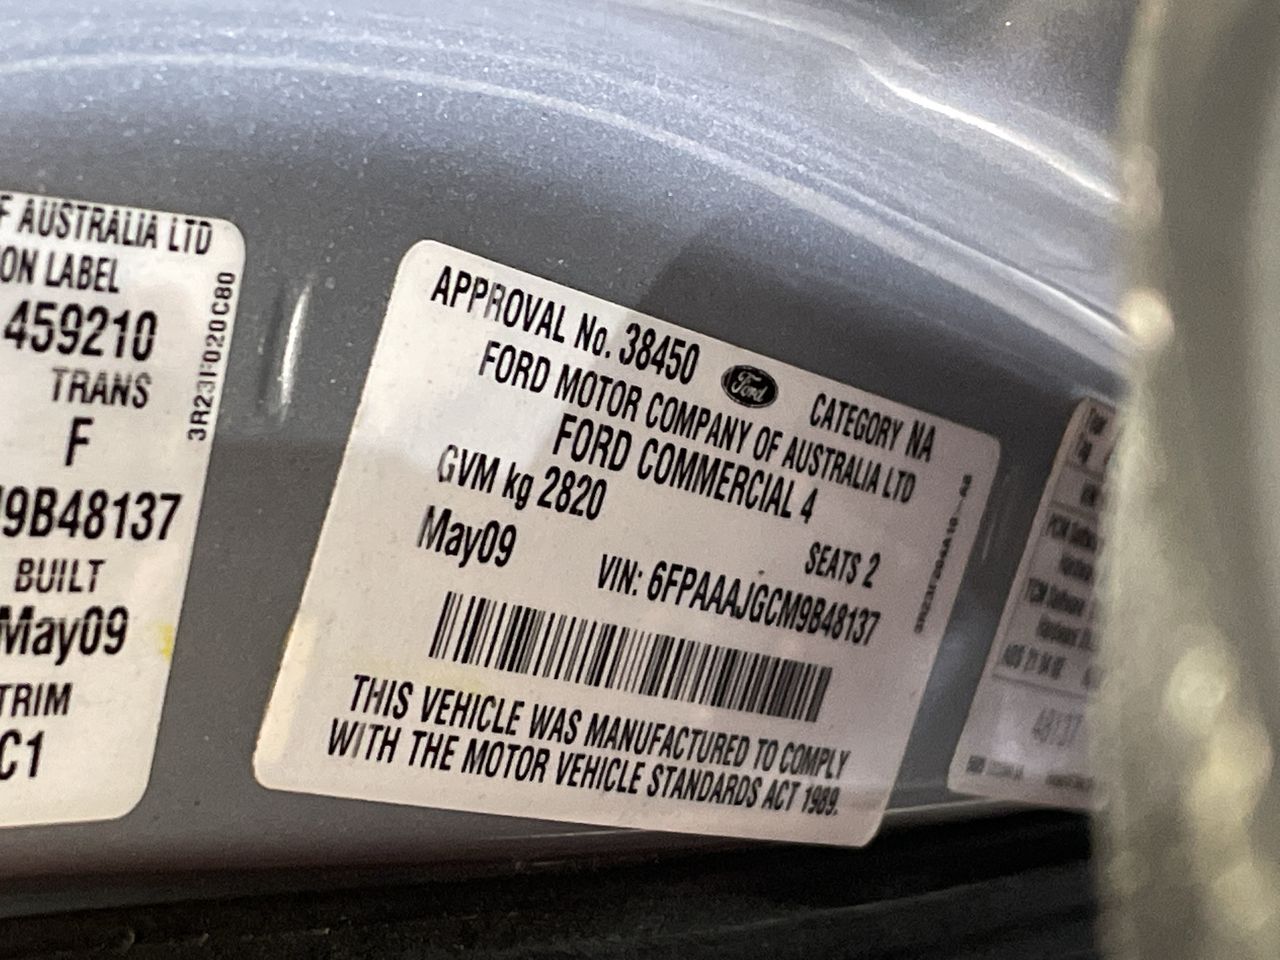 F AUSTRALIA LTD
ON LABEL
459210
TRANS
F
9B48137
BUILT
May09
TRIM
C1
3R23F020C80
APPROVAL No. 38450
Ford
CATEGORY NA
FORD MOTOR COMPANY OF AUSTRALIA LTD
FORD COMMERCIAL 4
GVM kg 2820
SEATS 2
May09
VIN: 6FPAAAJGCM9B48137
THIS VEHICLE WAS MANUFACTURED TO COMPLY
WITH THE MOTOR VEHICLE STANDARDS ACT 1989.
48137